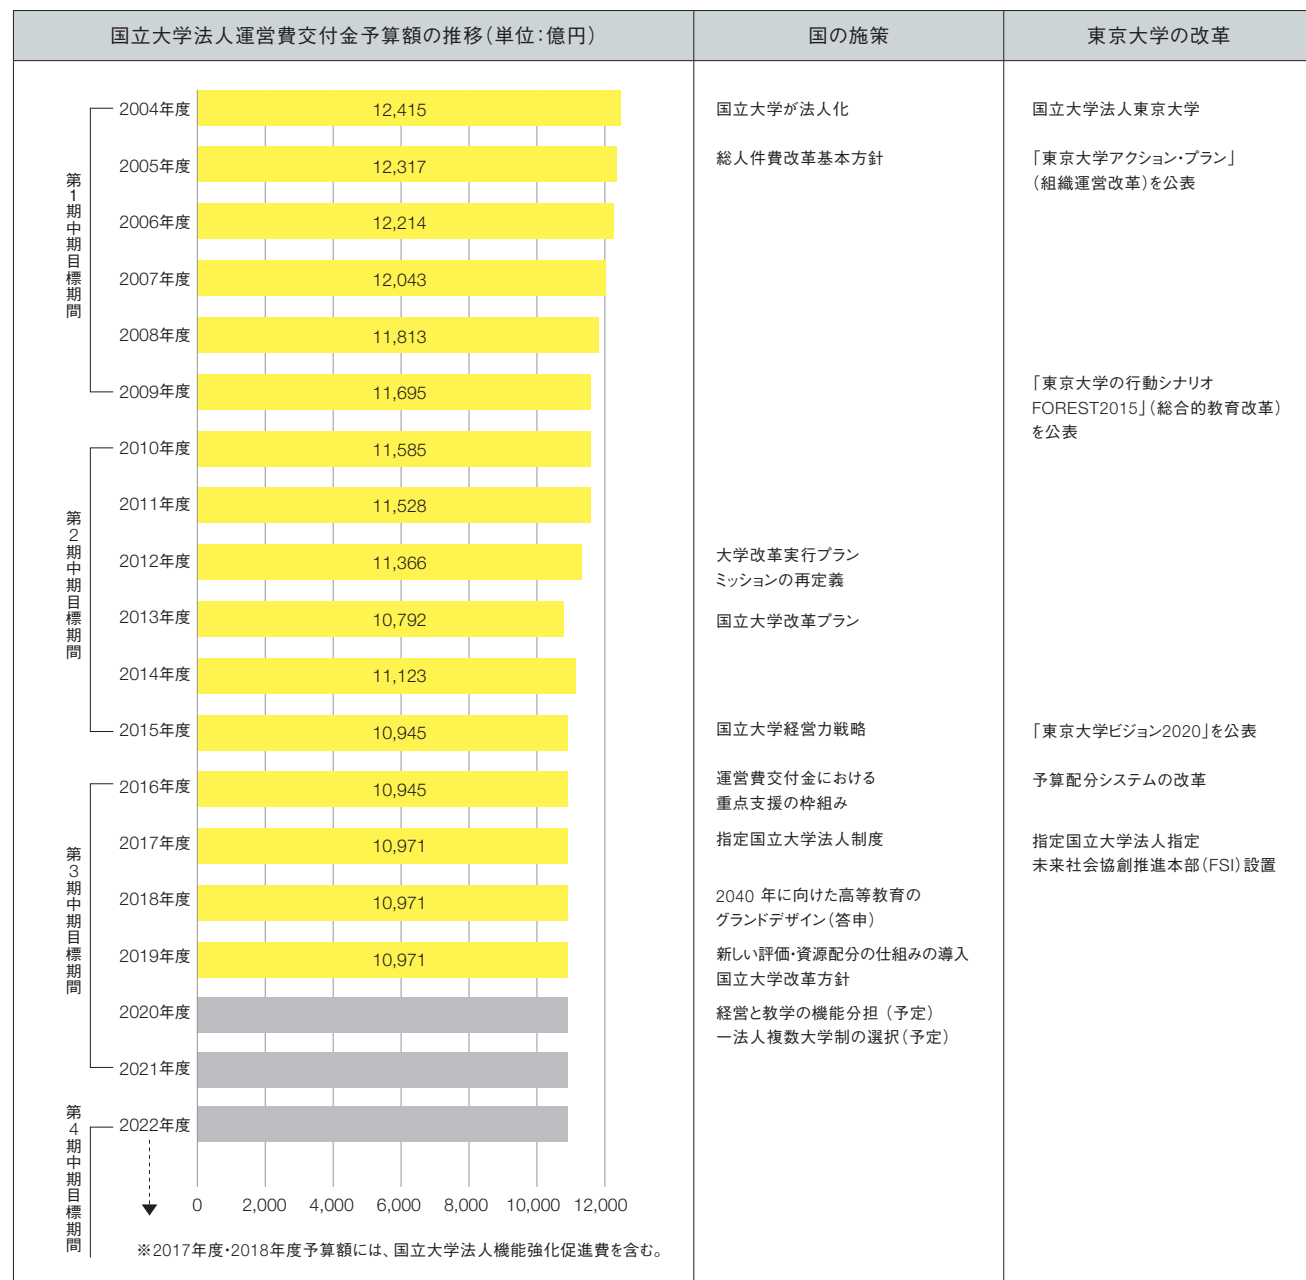 国立大学法人運営費交付金予算額の推移(単位:億円)
国の施策
東京大学の改革
第1期中期目標期間
2004年度
12,415
国立大学が法人化
国立大学法人東京大学
2005年度
12,317
総人件費改革基本方針
「東京大学アクション・プラン」
(組織運営改革)を公表
2006年度
12,214
2007年度
12,043
2008年度
11,813
2009年度
11,695
「東京大学の行動シナリオ
FOREST2015」(総合的教育改革)
を公表
第2期中期目標期間
2010年度
11,585
2011年度
11,528
2012年度
11,366
大学改革実行プラン
ミッションの再定義
2013年度
10,792
国立大学改革プラン
2014年度
11,123
2015年度
10,945
国立大学経営力戦略
「東京大学ビジョン2020」を公表
第3期中期目標期間
2016年度
10,945
運営費交付金における
重点支援の枠組み
予算配分システムの改革
2017年度
10,971
指定国立大学法人制度
指定国立大学法人指定
未来社会協創推進本部(FSI)設置
2018年度
10,971
2040 年に向けた高等教育の
グランドデザイン(答申)
2019年度
10,971
新しい評価・資源配分の仕組みの導入
国立大学改革方針
2020年度
経営と教学の機能分担 (予定)
一法人複数大学制の選択(予定)
2021年度
第4期中期目標期間
2022年度
0 2,000 4,000 6,000 8,000 10,000 12,000
※2017年度・2018年度予算額には、国立大学法人機能強化促進費を含む。